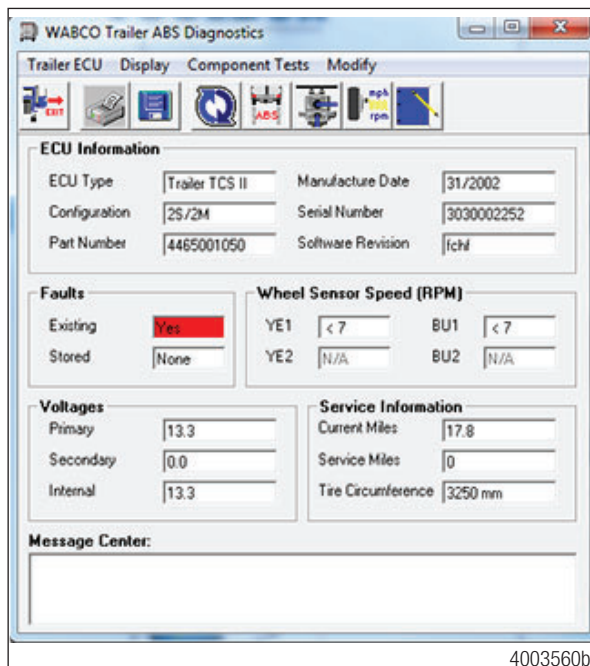 WABCO Trailer ABS Diagnostics
Trailer ECU Display Component Tests Modify
EXIT ABS mph rpm
ECU Information
ECU Type Trailer TCS II Manufacture Date 31/2002
Configuration 2S/2M Serial Number 3030002252
Part Number 4465001050 Software Revision fchf
Faults Wheel Sensor Speed (RPM)
Existing Yes YE1 < 7 BU1 < 7
Stored None YE2 N/A BU2 N/A
Voltages Service Information
Primary 13.3 Current Miles 17.8
Secondary 0.0 Service Miles 0
Internal 13.3 Tire Circumference 3250 mm
Message Center:
4003560b